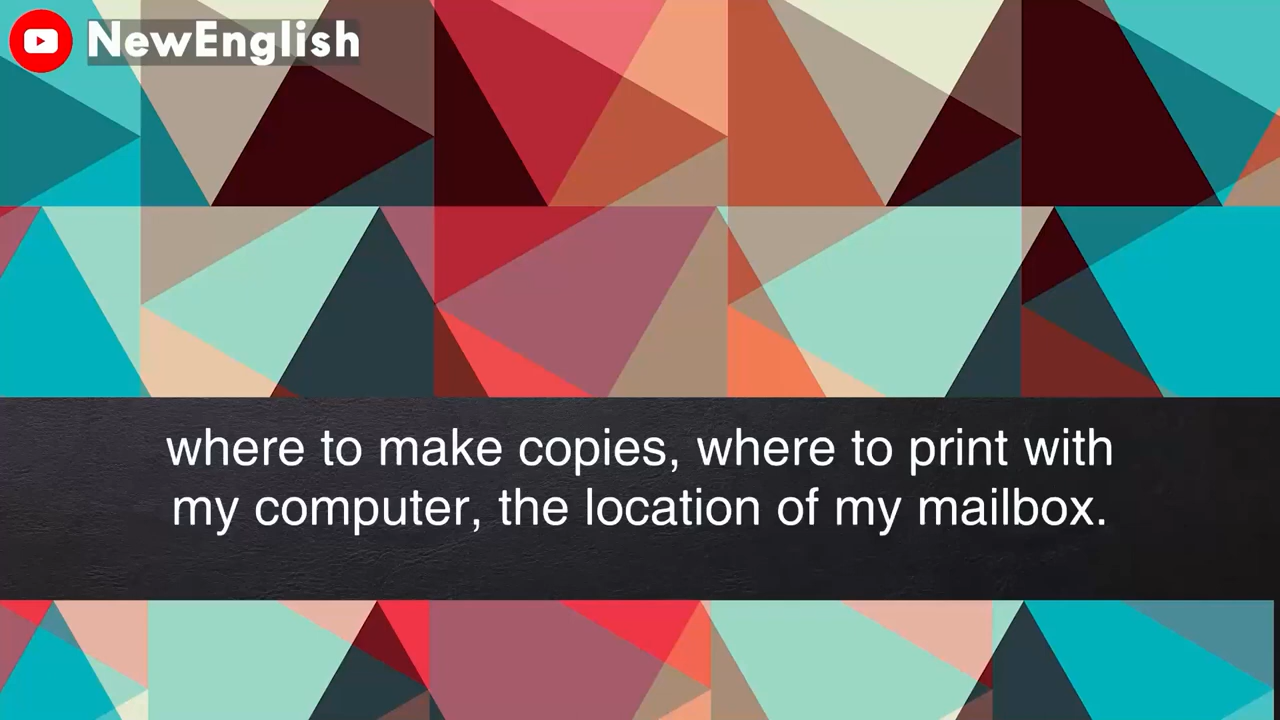 NewEnglish
where to make copies, where to print with
my computer, the location of my mailbox.